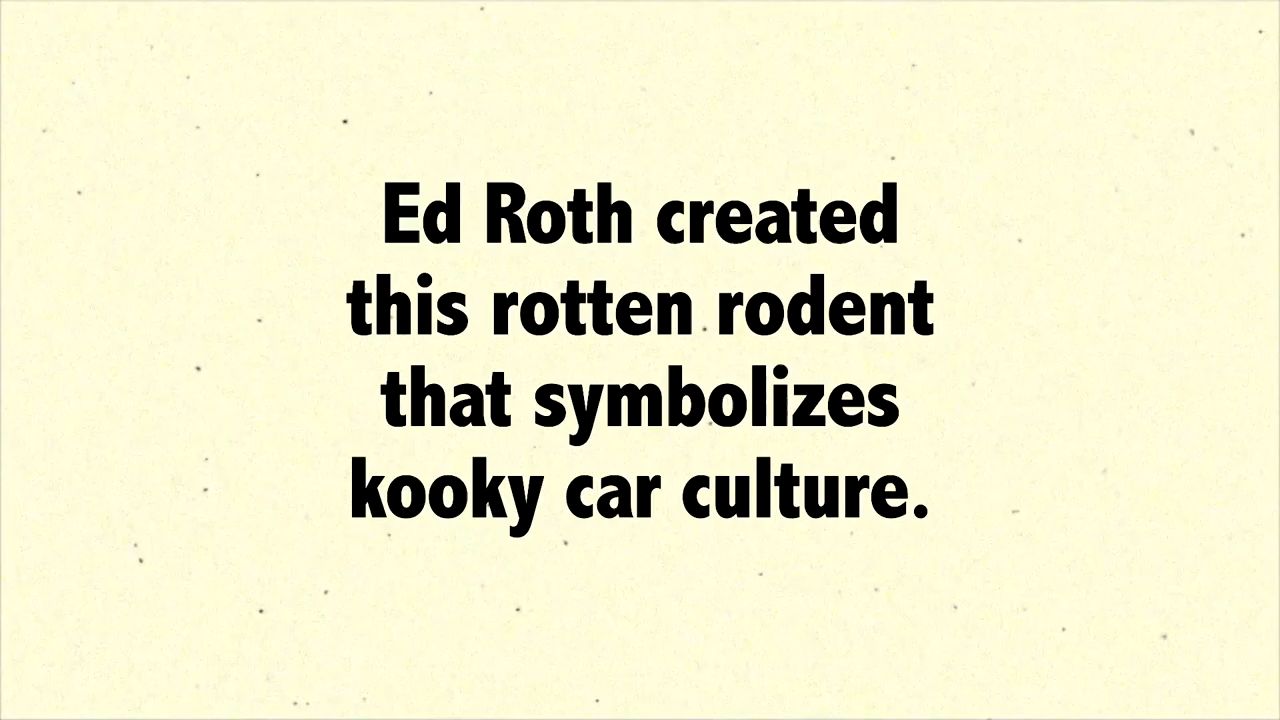 Ed Roth created
this rotten rodent
that symbolizes
kooky car culture.